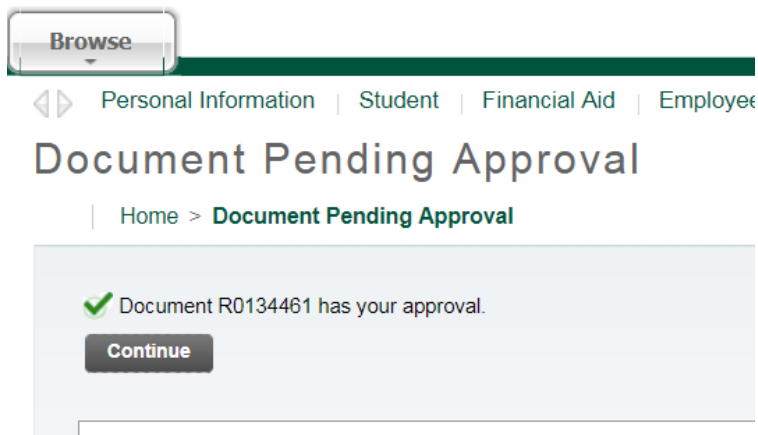 Browse
Personal Information | Student | Financial Aid | Employee
Document Pending Approval
Home > Document Pending Approval
Document R0134461 has your approval.
Continue